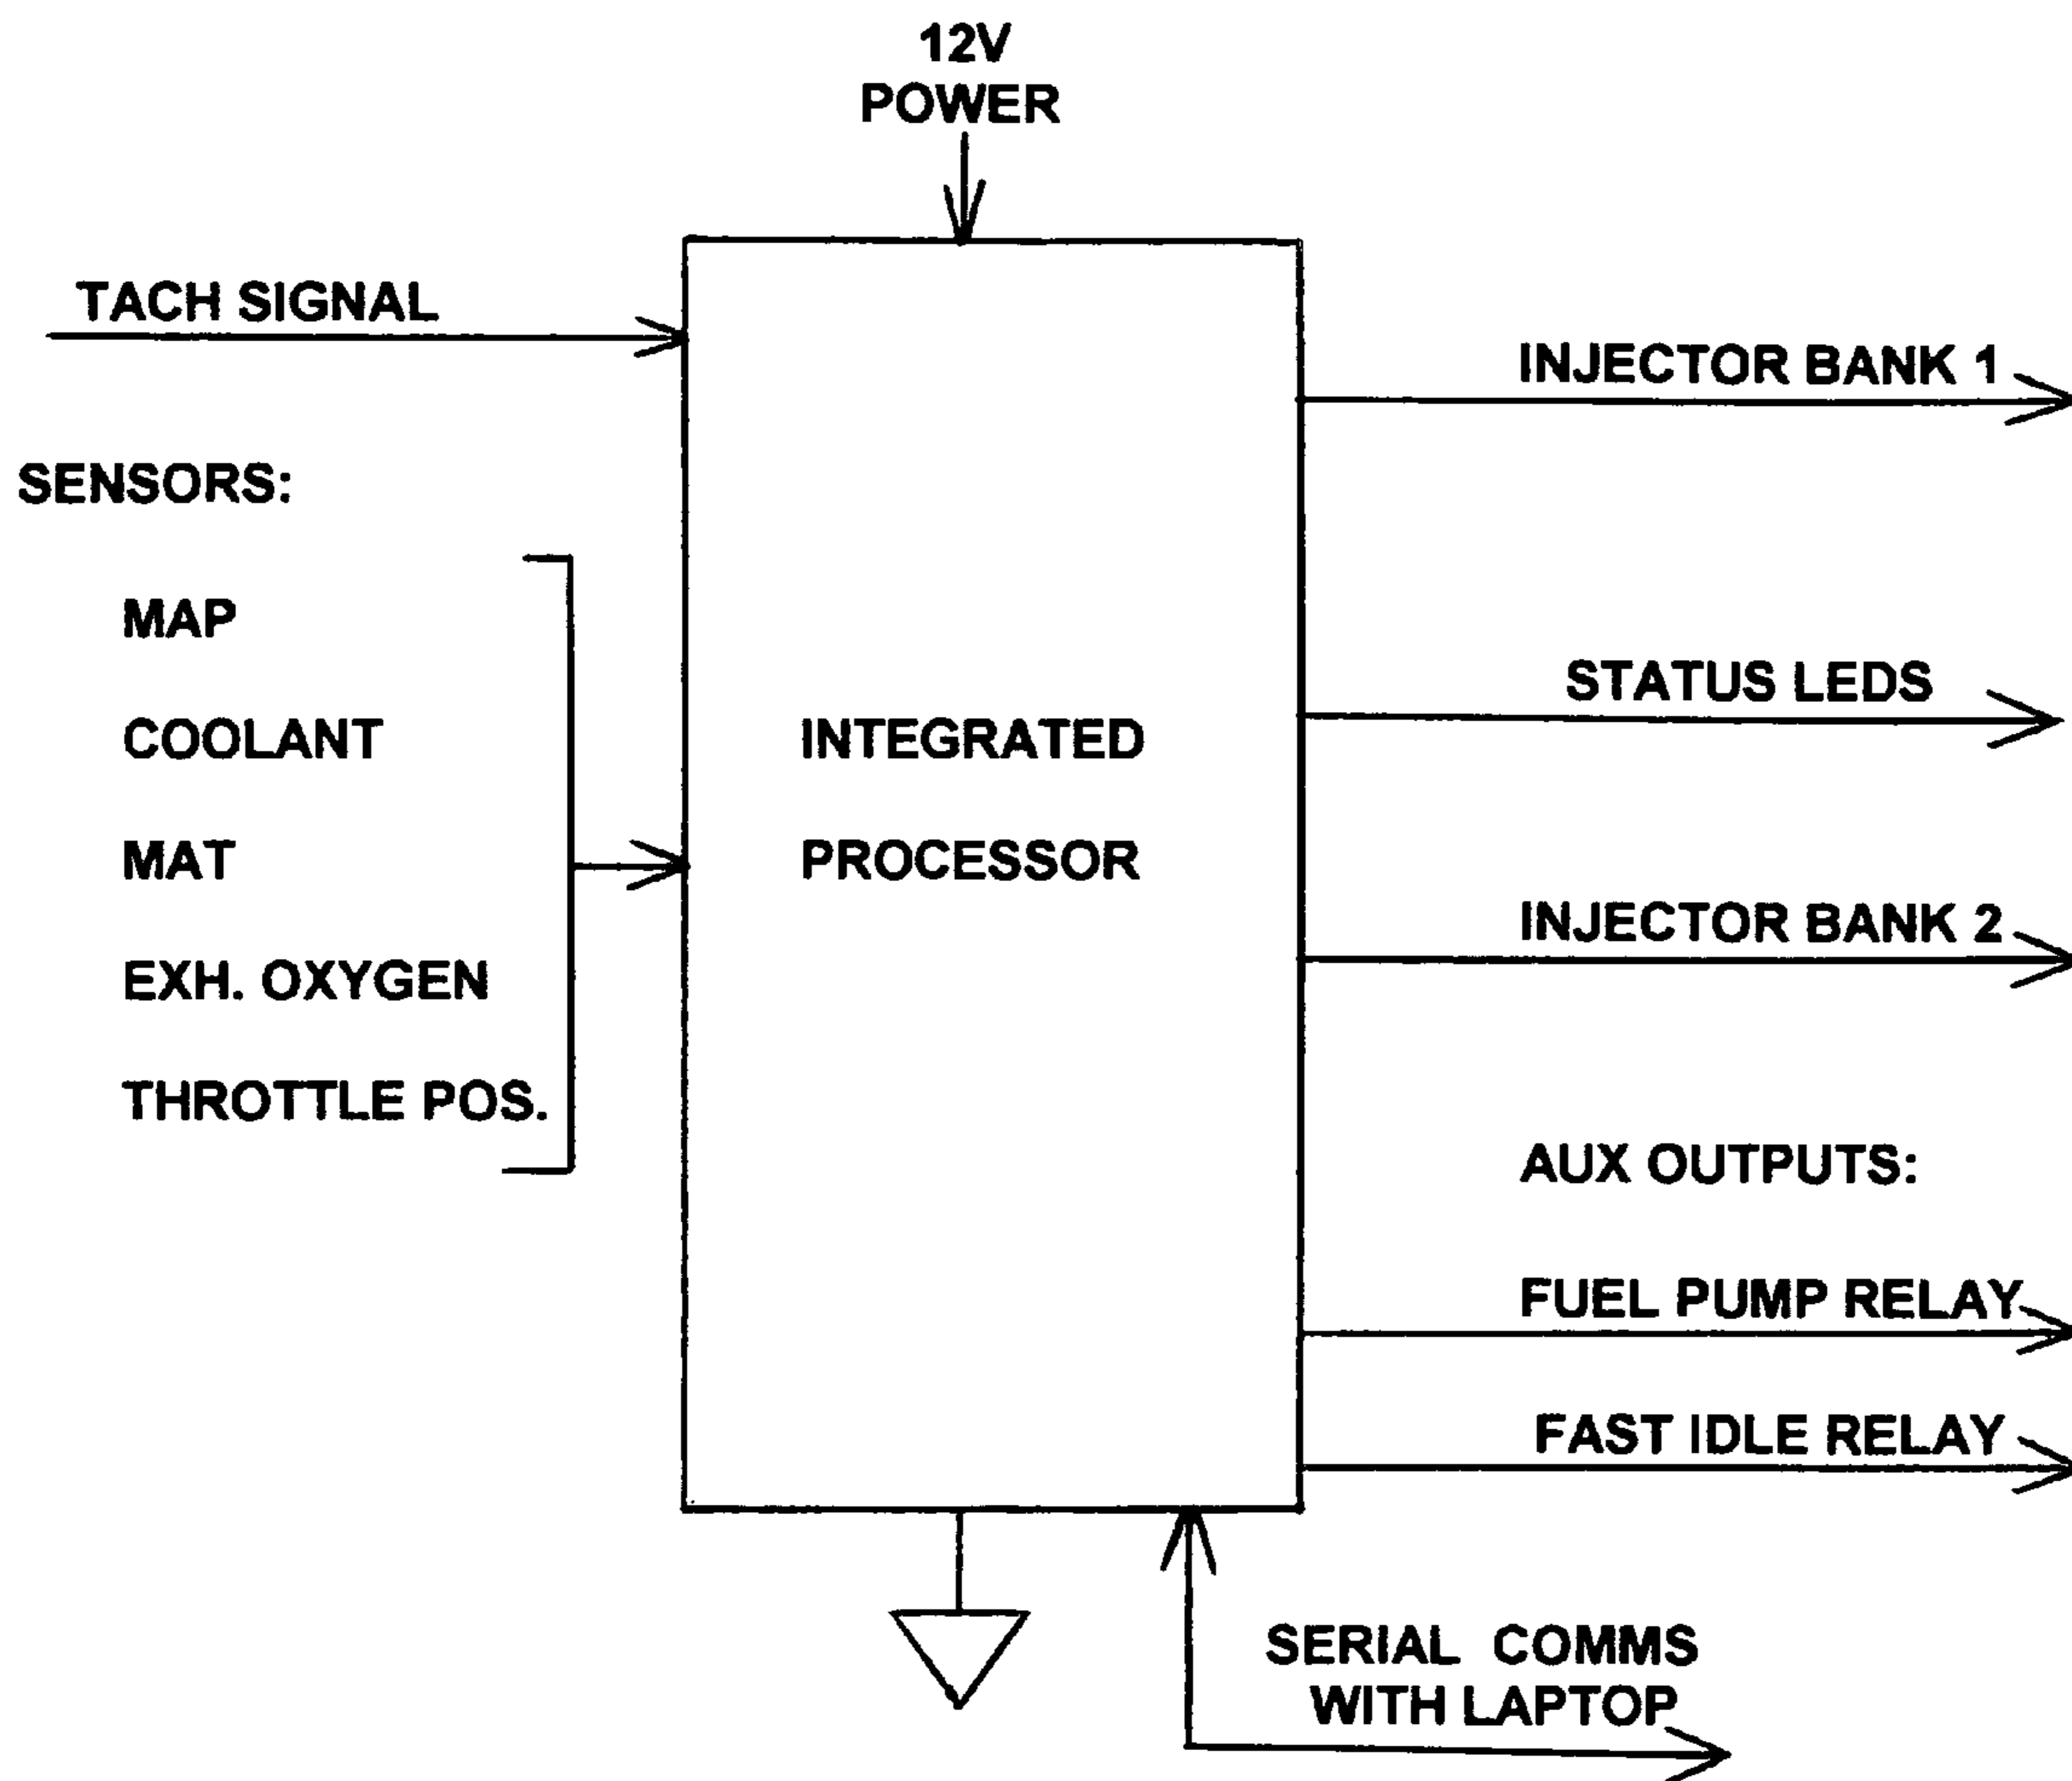 12V
POWER
TACH SIGNAL
SENSORS:
MAP
COOLANT
MAT
EXH. OXYGEN
THROTTLE POS.
INTEGRATED
PROCESSOR
INJECTOR BANK 1
STATUS LEDS
INJECTOR BANK 2
AUX OUTPUTS:
FUEL PUMP RELAY
FAST IDLE RELAY
SERIAL COMMS
WITH LAPTOP